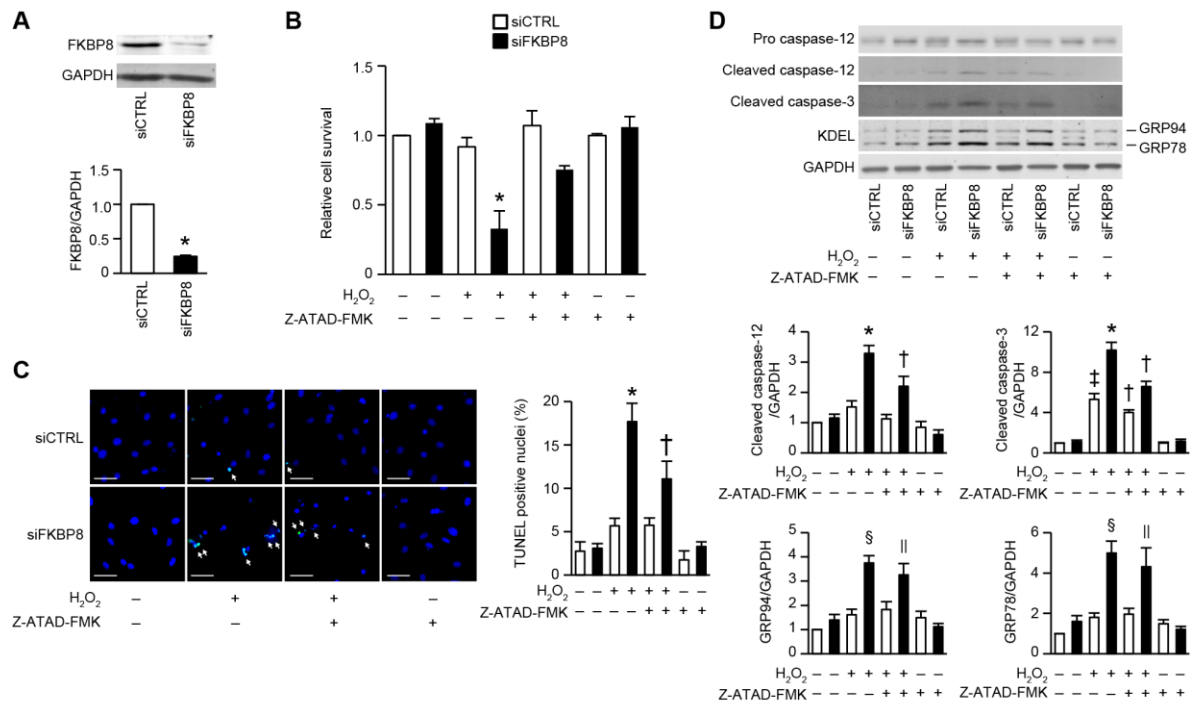 A
FKBP8
GAPDH
siCTRL
siFKBP8
FKBP8/GAPDH
1.0
0.5
0
*
siCTRL
siFKBP8
B
siCTRL
siFKBP8
Relative cell survival
1.5
1.0
0.5
0
*
H2O2 – – + + + + – –
Z-ATAD-FMK – – – – + + + +
C
siCTRL
siFKBP8
H2O2 – + + –
Z-ATAD-FMK – – + +
TUNEL positive nuclei (%)
20
15
10
5
0
* †
H2O2 – – + + + + – –
Z-ATAD-FMK – – – – + + + +
D
Pro caspase-12
Cleaved caspase-12
Cleaved caspase-3
KDEL
GRP94
GRP78
GAPDH
siCTRL siFKBP8 siCTRL siFKBP8 siCTRL siFKBP8 siCTRL siFKBP8
H2O2 – – + + + + – –
Z-ATAD-FMK – – – – + + + +
Cleaved caspase-12
/GAPDH
4
3
2
1
0
* †
H2O2 – – + + + + – –
Z-ATAD-FMK – – – – + + + +
Cleaved caspase-3
/GAPDH
12
8
4
0
‡ * † †
H2O2 – – + + + + – –
Z-ATAD-FMK – – – – + + + +
GRP94/GAPDH
5
4
3
2
1
0
§ ||
H2O2 – – + + + + – –
Z-ATAD-FMK – – – – + + + +
GRP78/GAPDH
6
4
2
0
§ ||
H2O2 – – + + + + – –
Z-ATAD-FMK – – – – + + + +